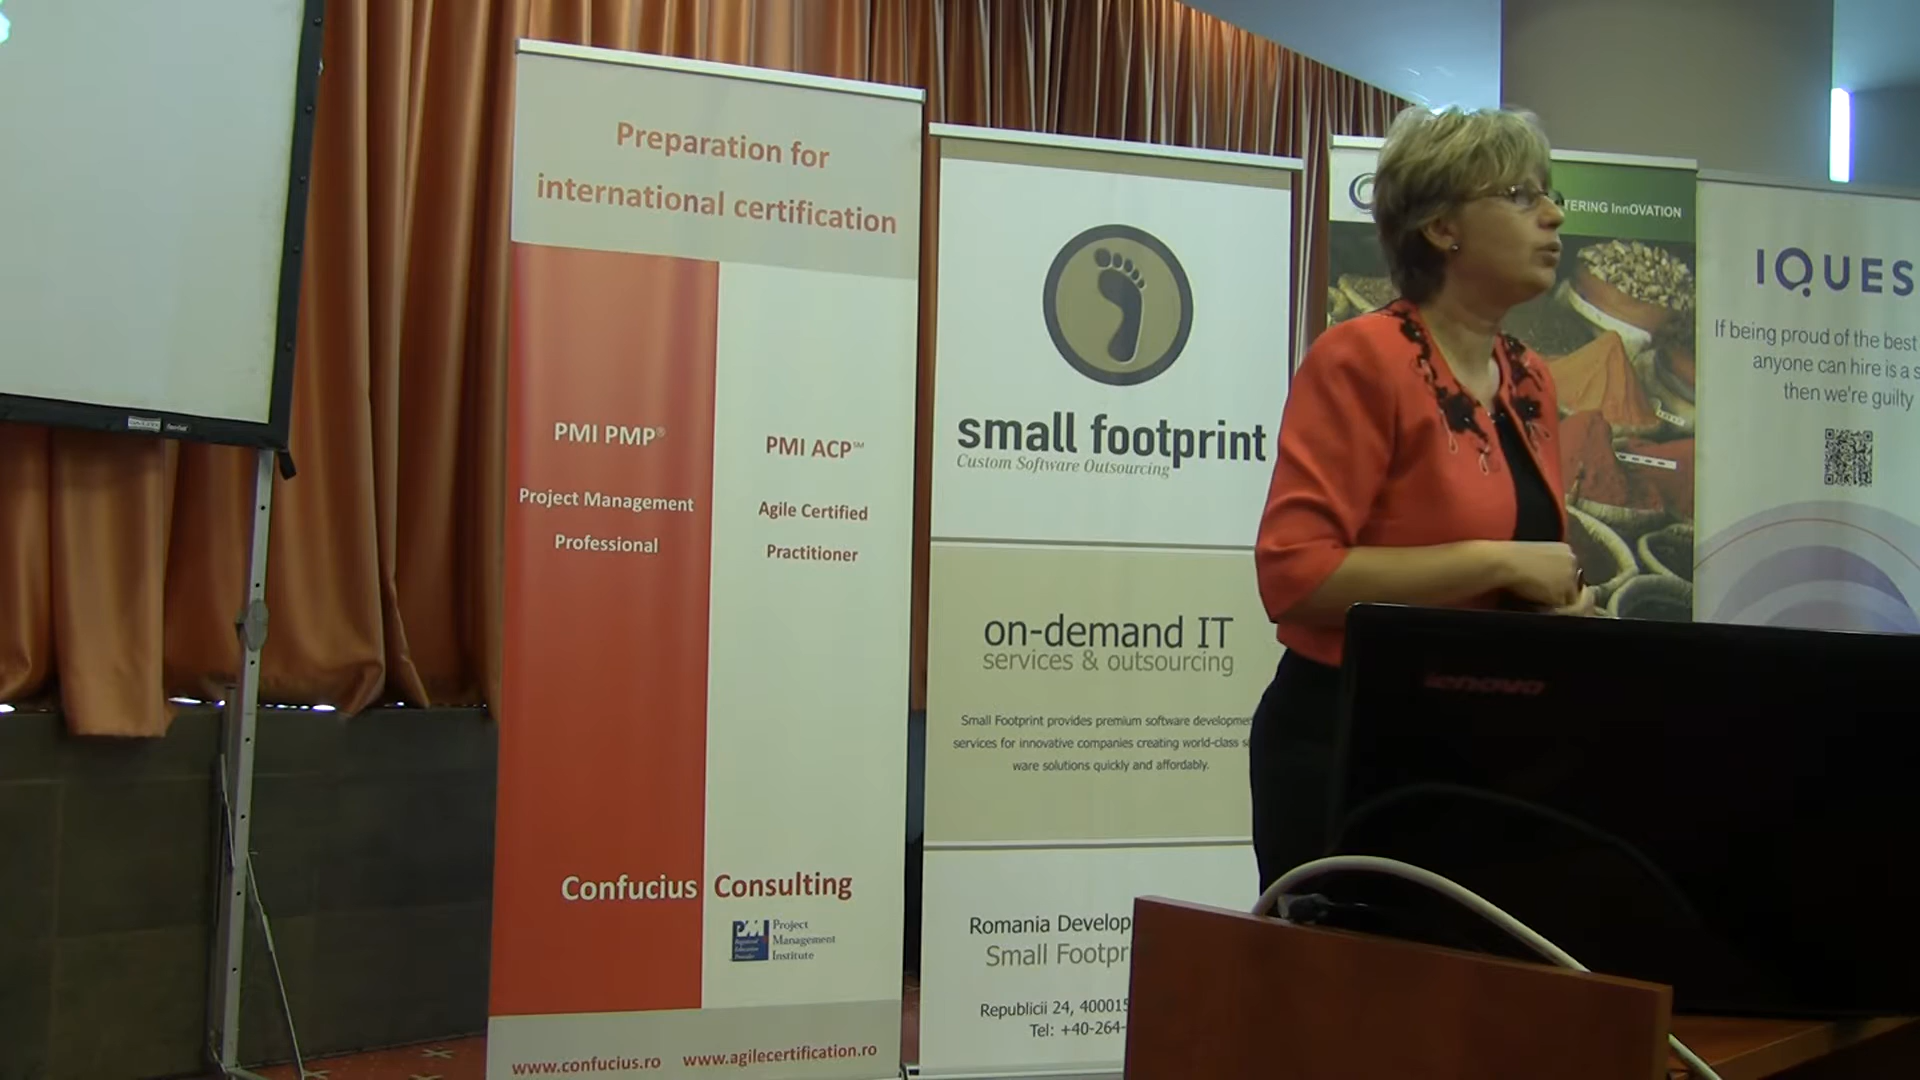 Preparation for
international certification
PMI PMP®
Project Management
Professional
PMI ACP℠
Agile Certified
Practitioner
Confucius Consulting
PMI
Project
Management
Institute
www.confucius.ro www.agilecertification.ro
small footprint
Custom Software Outsourcing
on-demand IT
services & outsourcing
Small Footprint provides premium software developme
services for innovative companies creating world-class s
ware solutions quickly and affordably.
Romania Develop
Small Footpr
Republicii 24, 40001
Tel: +40-264-
TERING InnOVATION
IQUES
If being proud of the best
anyone can hire is a s
then we're guilty
lenovo